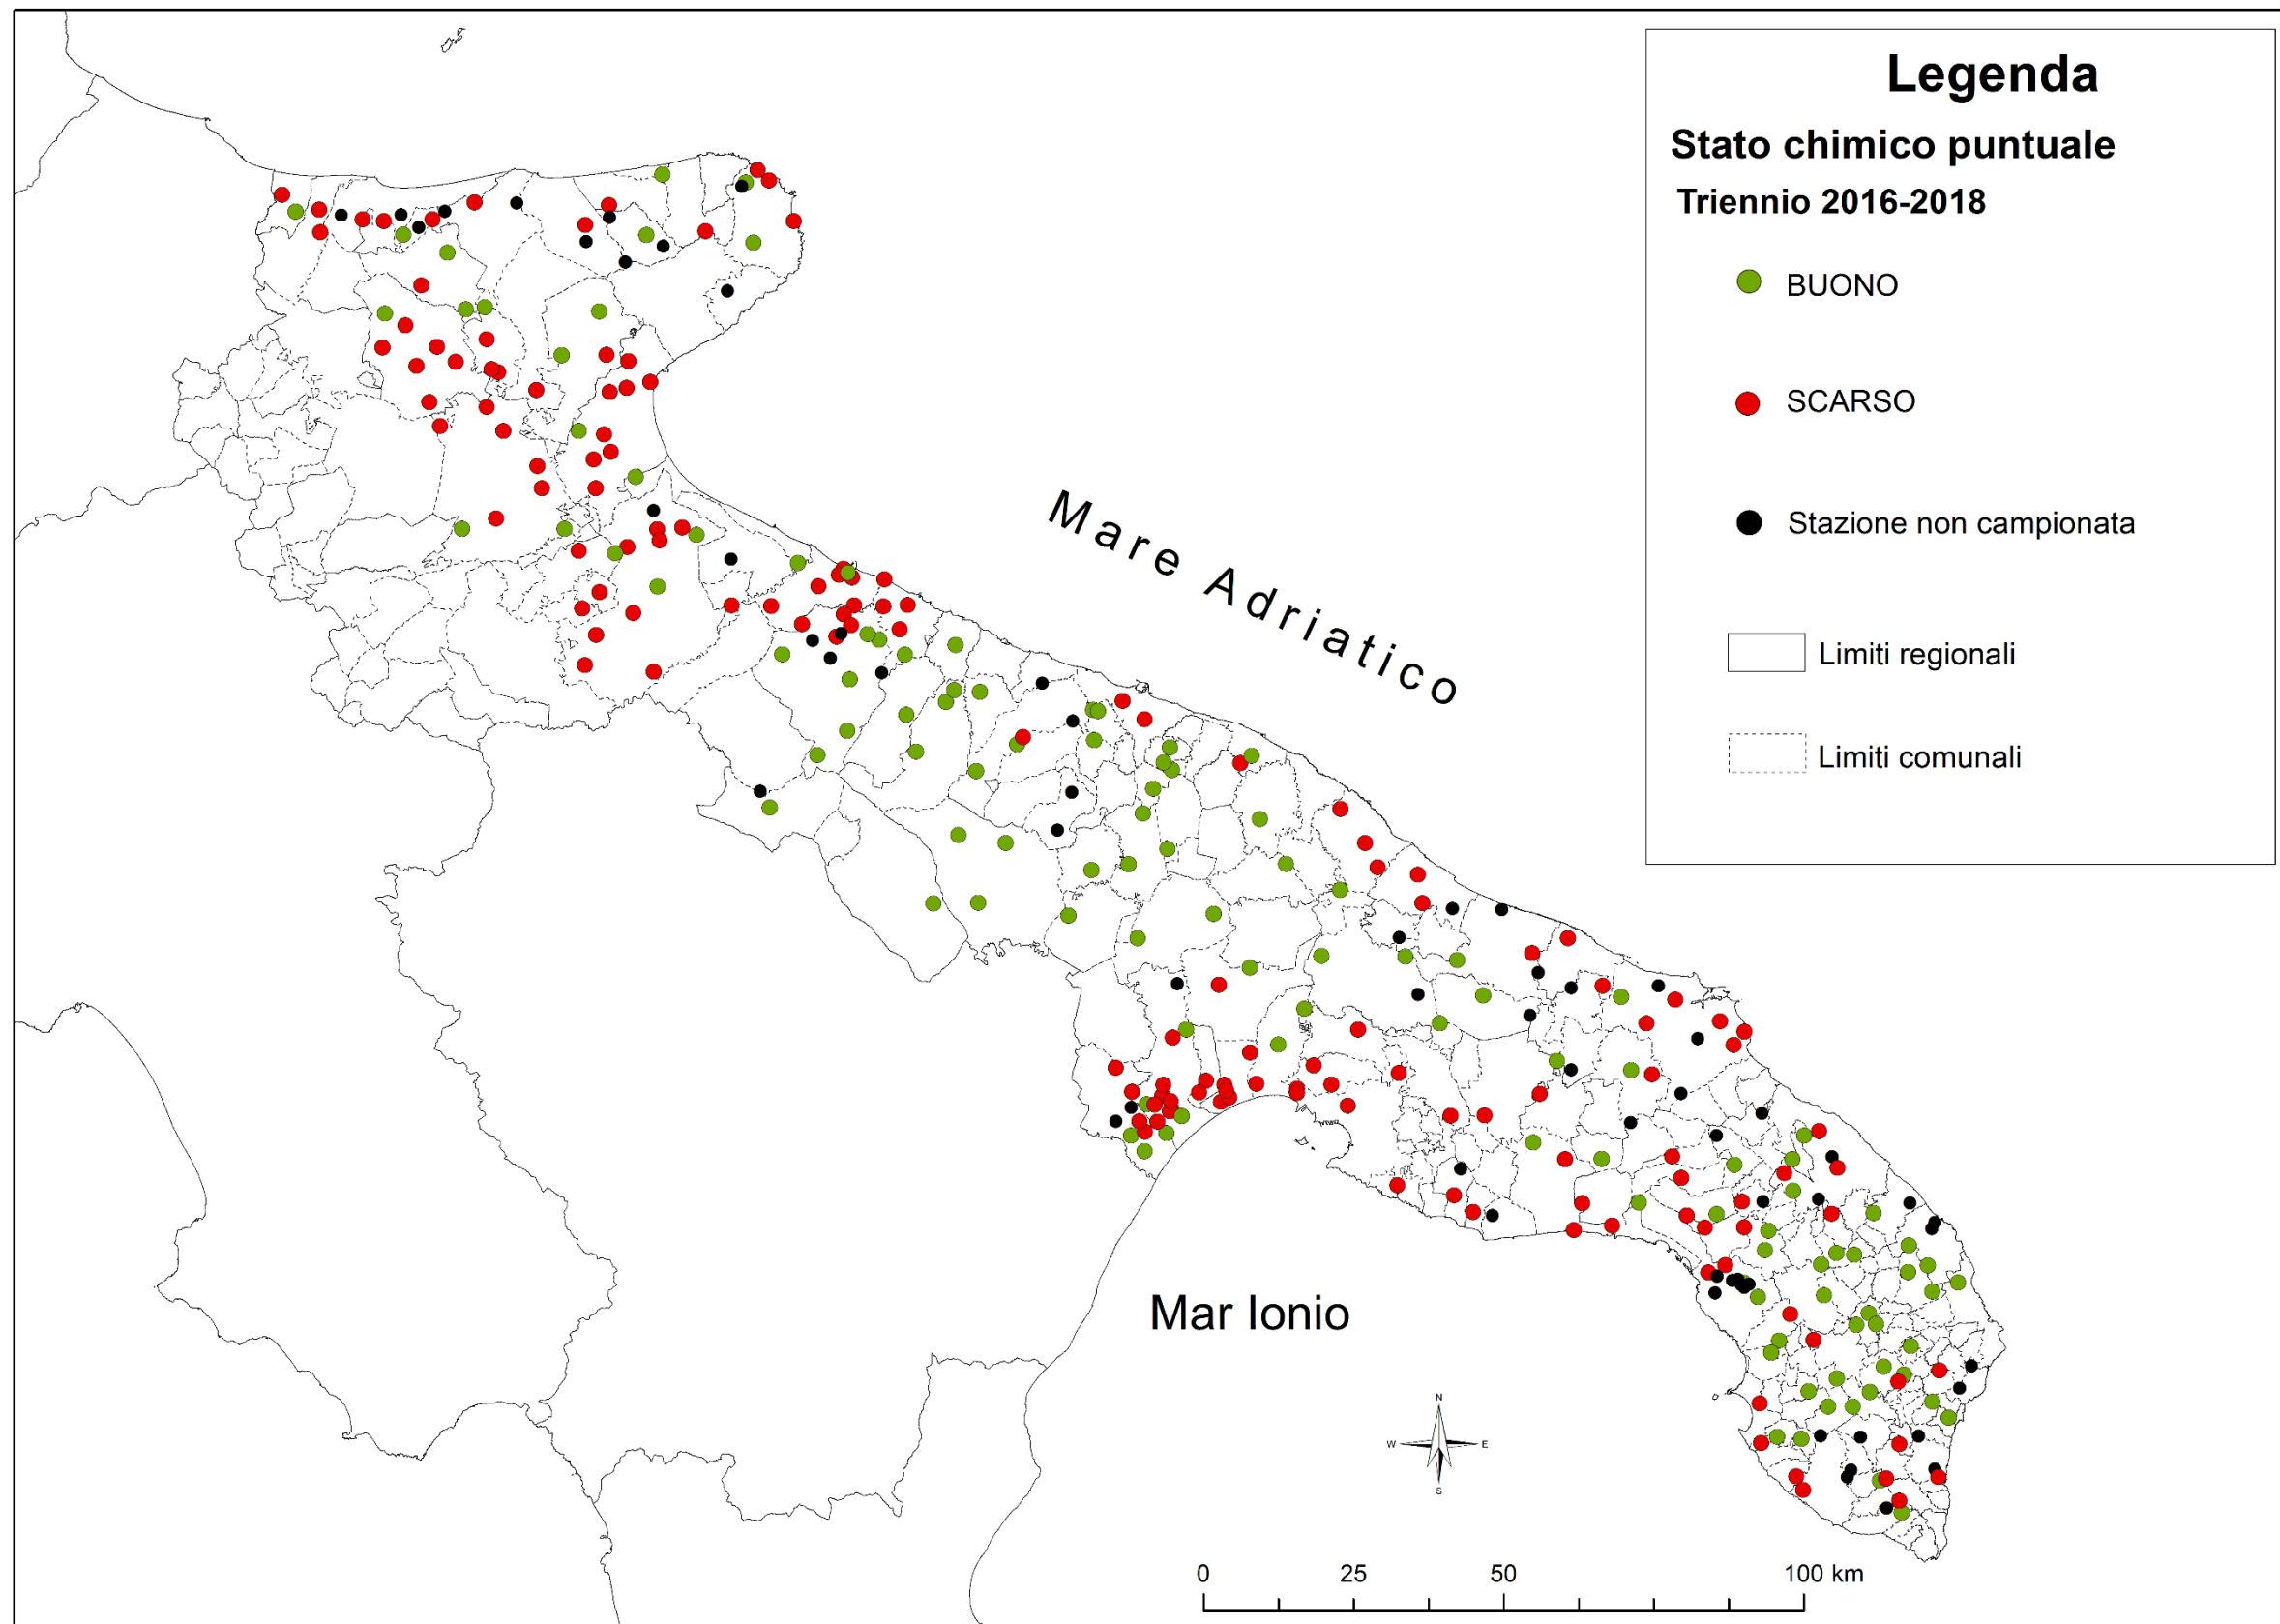 Legenda
Stato chimico puntuale
Triennio 2016-2018
BUONO
SCARSO
Stazione non campionata
Limiti regionali
Limiti comunali
Mare Adriatico
Mar Ionio
N
W E
S
0 25 50 100 km